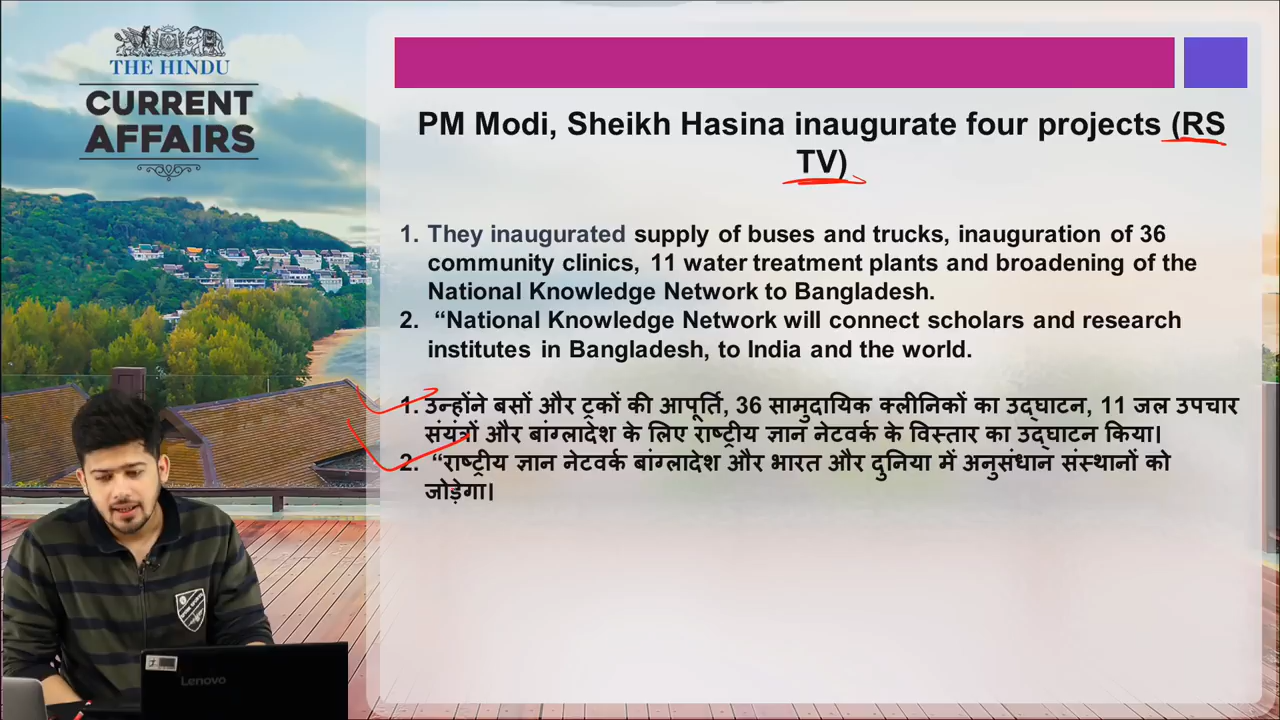 THE HINDU
CURRENT
AFFAIRS
PM Modi, Sheikh Hasina inaugurate four projects (RS
TV)
1. They inaugurated supply of buses and trucks, inauguration of 36
community clinics, 11 water treatment plants and broadening of the
National Knowledge Network to Bangladesh.
2. “National Knowledge Network will connect scholars and research
institutes in Bangladesh, to India and the world.
1. उन्होंने बसों और ट्रकों की आपूर्ति, 36 सामुदायिक क्लीनिकों का उद्घाटन, 11 जल उपचार
संयंत्रों और बांग्लादेश के लिए राष्ट्रीय ज्ञान नेटवर्क के विस्तार का उद्घाटन किया।
2. “राष्ट्रीय ज्ञान नेटवर्क बांग्लादेश और भारत और दुनिया में अनुसंधान संस्थानों को
जोड़ेगा।
Lenovo